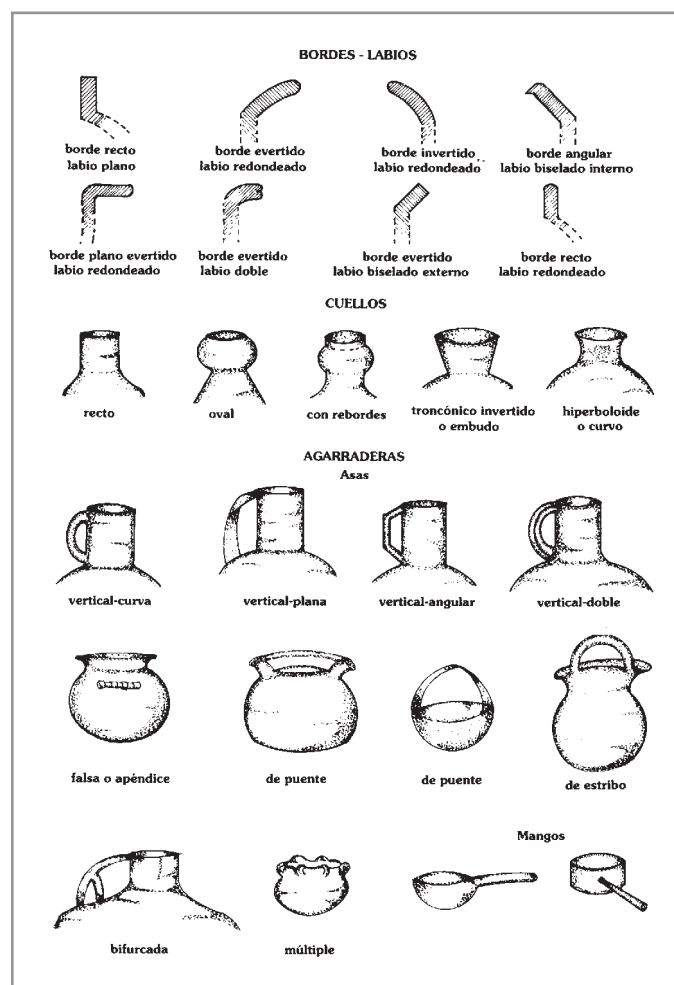 BORDES - LABIOS
borde recto
labio plano
borde evertido
labio redondeado
borde invertido
labio redondeado
borde angular
labio biselado interno
borde plano evertido
labio redondeado
borde evertido
labio doble
borde evertido
labio biselado externo
borde recto
labio redondeado
CUELLOS
recto
oval
con rebordes
troncónico invertido
o embudo
hiperboloide
o curvo
AGARRADERAS
Asas
vertical-curva
vertical-plana
vertical-angular
vertical-doble
falsa o apéndice
de puente
de puente
de estribo
Mangos
bifurcada
múltiple